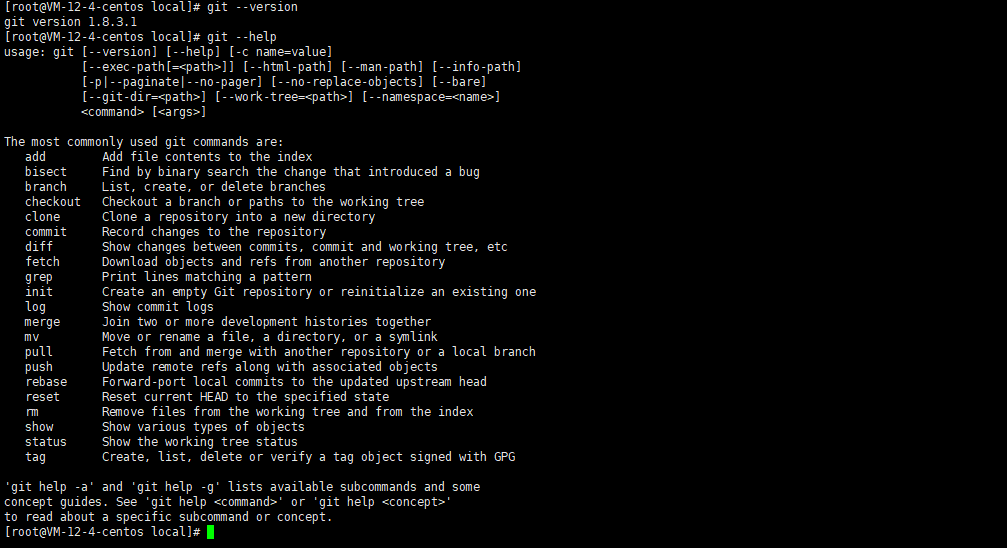 [root@VM-12-4-centos local]# git --version
git version 1.8.3.1
[root@VM-12-4-centos local]# git --help
usage: git [--version] [--help] [-c name=value]
           [--exec-path[=<path>]] [--html-path] [--man-path] [--info-path]
           [-p|--paginate|--no-pager] [--no-replace-objects] [--bare]
           [--git-dir=<path>] [--work-tree=<path>] [--namespace=<name>]
           <command> [<args>]

The most commonly used git commands are:
   add        Add file contents to the index
   bisect     Find by binary search the change that introduced a bug
   branch     List, create, or delete branches
   checkout   Checkout a branch or paths to the working tree
   clone      Clone a repository into a new directory
   commit     Record changes to the repository
   diff       Show changes between commits, commit and working tree, etc
   fetch      Download objects and refs from another repository
   grep       Print lines matching a pattern
   init       Create an empty Git repository or reinitialize an existing one
   log        Show commit logs
   merge      Join two or more development histories together
   mv         Move or rename a file, a directory, or a symlink
   pull       Fetch from and merge with another repository or a local branch
   push       Update remote refs along with associated objects
   rebase     Forward-port local commits to the updated upstream head
   reset      Reset current HEAD to the specified state
   rm         Remove files from the working tree and from the index
   show       Show various types of objects
   status     Show the working tree status
   tag        Create, list, delete or verify a tag object signed with GPG

'git help -a' and 'git help -g' lists available subcommands and some
concept guides. See 'git help <command>' or 'git help <concept>'
to read about a specific subcommand or concept.
[root@VM-12-4-centos local]#